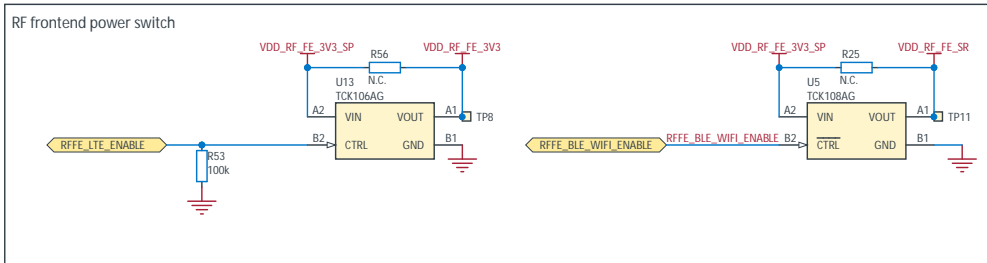 RF frontend power switch
VDD_RF_FE_3V3_SP
R56
N.C.
VDD_RF_FE_3V3
U13
TCK106AG
A2
VIN
VOUT
A1
TP8
RFFE_LTE_ENABLE
B2
CTRL
GND
B1
R53
100k
VDD_RF_FE_3V3_SP
R25
N.C.
VDD_RF_FE_SR
U5
TCK108AG
A2
VIN
VOUT
A1
TP11
RFFE_BLE_WIFI_ENABLE
RFFE_BLE_WIFI_ENABLE
B2
CTRL
GND
B1